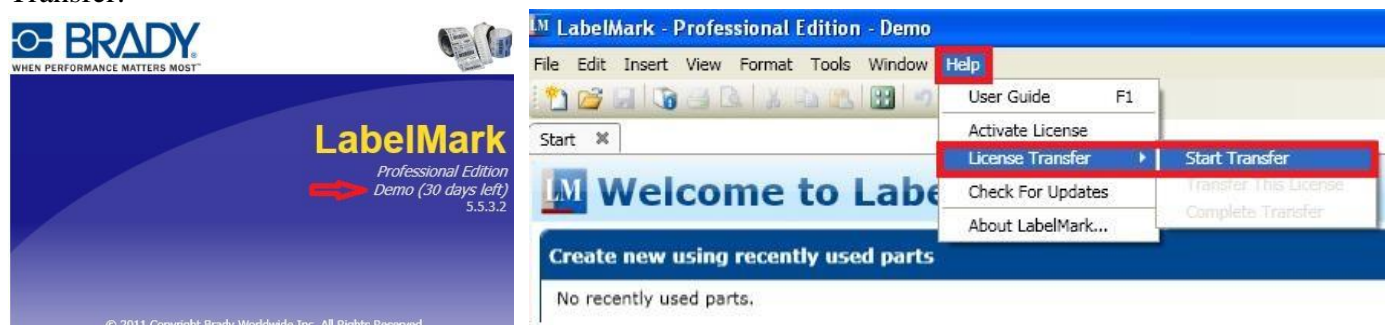 Transfer.
BRADY
WHEN PERFORMANCE MATTERS MOST™
LabelMark
Professional Edition
Demo (30 days left)
5.5.3.2
© 2011 Copyright Brady Worldwide Inc. All Rights Reserved
LM LabelMark - Professional Edition - Demo
File Edit Insert View Format Tools Window Help
User Guide F1
Activate License
License Transfer
Start Transfer
Transfer This License
Complete Transfer
Check For Updates
About LabelMark...
Start
LM Welcome to Labe
Create new using recently used parts
No recently used parts.